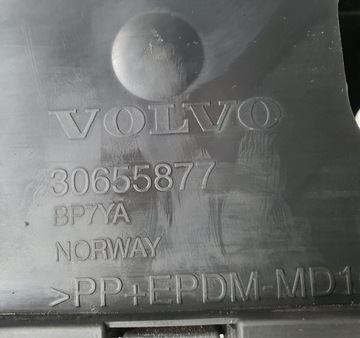 VOLVO
30655877
BP7YA
NORWAY
>PP+EPDM-MD1